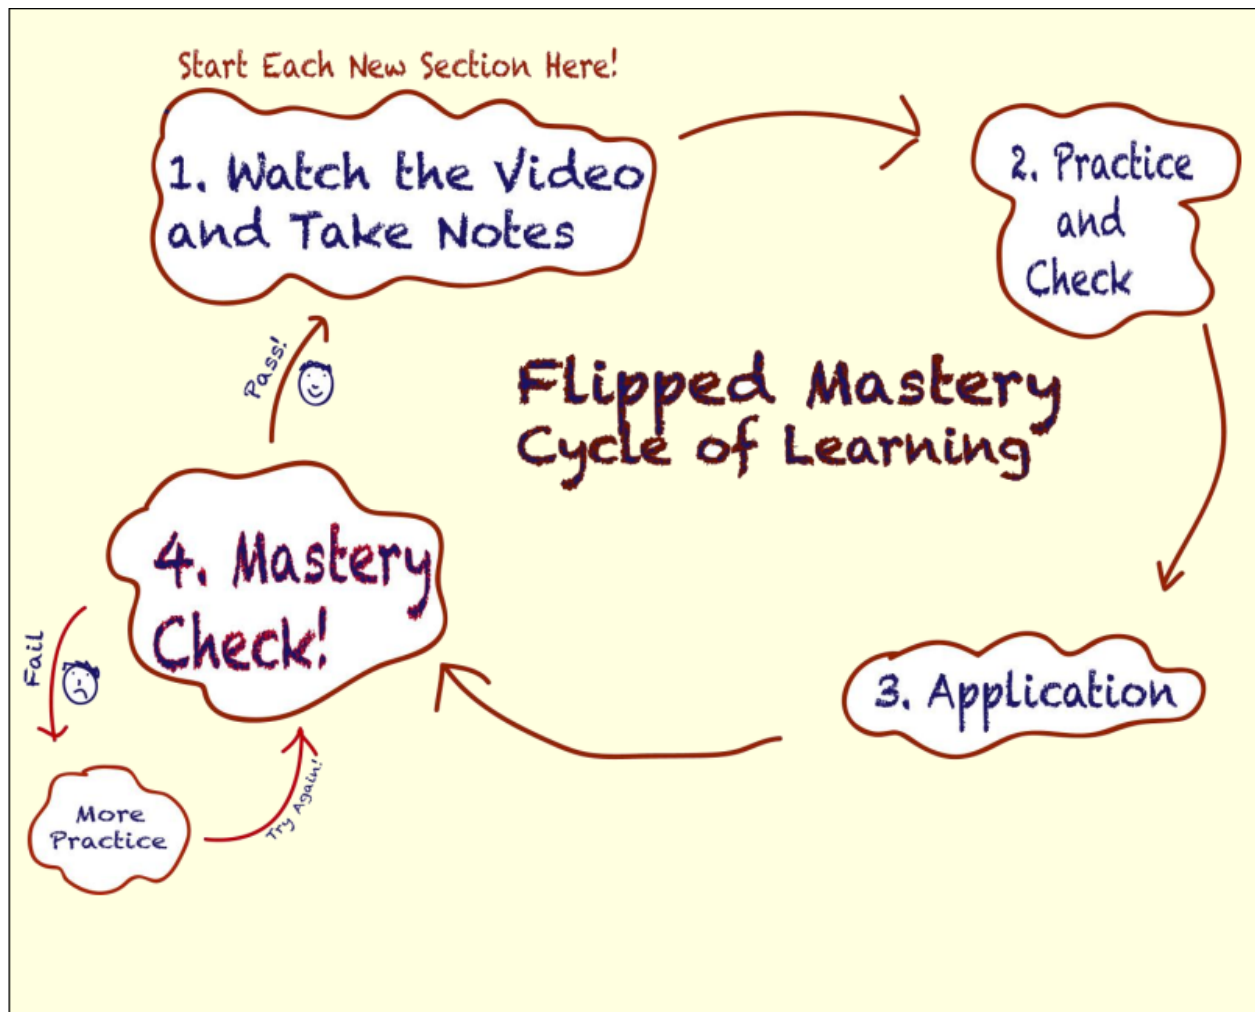 Start Each New Section Here!
1. Watch the Video
and Take Notes
2. Practice
and
Check
Flipped Mastery
Cycle of Learning
3. Application
4. Mastery
Check!
Pass!
Fail
More
Practice
Try Again!